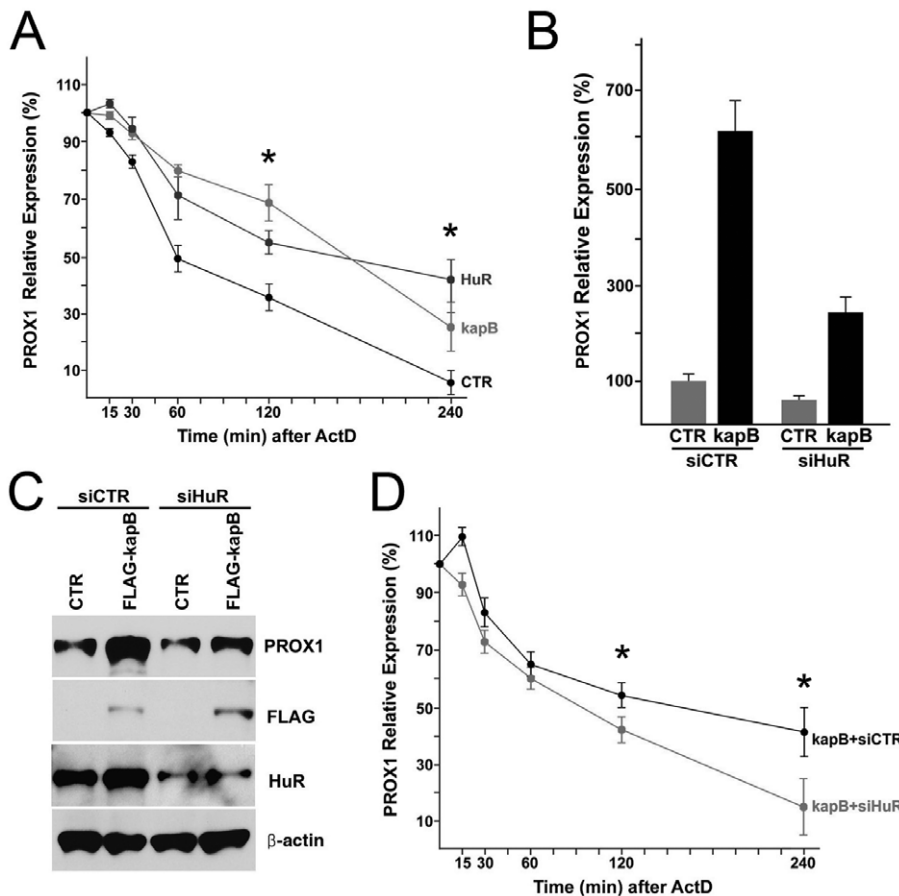 A
PROX1 Relative Expression (%)
110
90
70
50
30
10
*
*
HuR
kapB
CTR
15 30 60 120 240
Time (min) after ActD
B
PROX1 Relative Expression (%)
700
500
300
100
CTR kapB CTR kapB
siCTR siHuR
C
siCTR siHuR
CTR
FLAG-kapB
CTR
FLAG-kapB
PROX1
FLAG
HuR
β-actin
D
PROX1 Relative Expression (%)
110
90
70
50
30
10
*
*
kapB+siCTR
kapB+siHuR
15 30 60 120 240
Time (min) after ActD